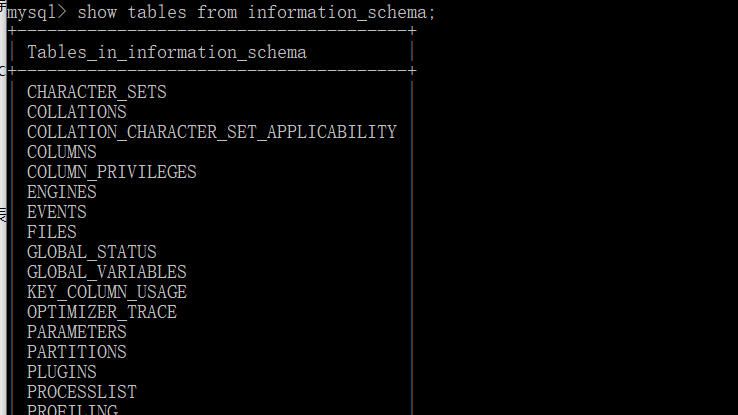 mysql> show tables from information_schema;
+---------------------------------------+
| Tables_in_information_schema          |
+---------------------------------------+
| CHARACTER_SETS                        |
| COLLATIONS                            |
| COLLATION_CHARACTER_SET_APPLICABILITY |
| COLUMNS                               |
| COLUMN_PRIVILEGES                     |
| ENGINES                               |
| EVENTS                                |
| FILES                                 |
| GLOBAL_STATUS                         |
| GLOBAL_VARIABLES                      |
| KEY_COLUMN_USAGE                      |
| OPTIMIZER_TRACE                       |
| PARAMETERS                            |
| PARTITIONS                            |
| PLUGINS                               |
| PROCESSLIST                           |
| PROFILING                             |